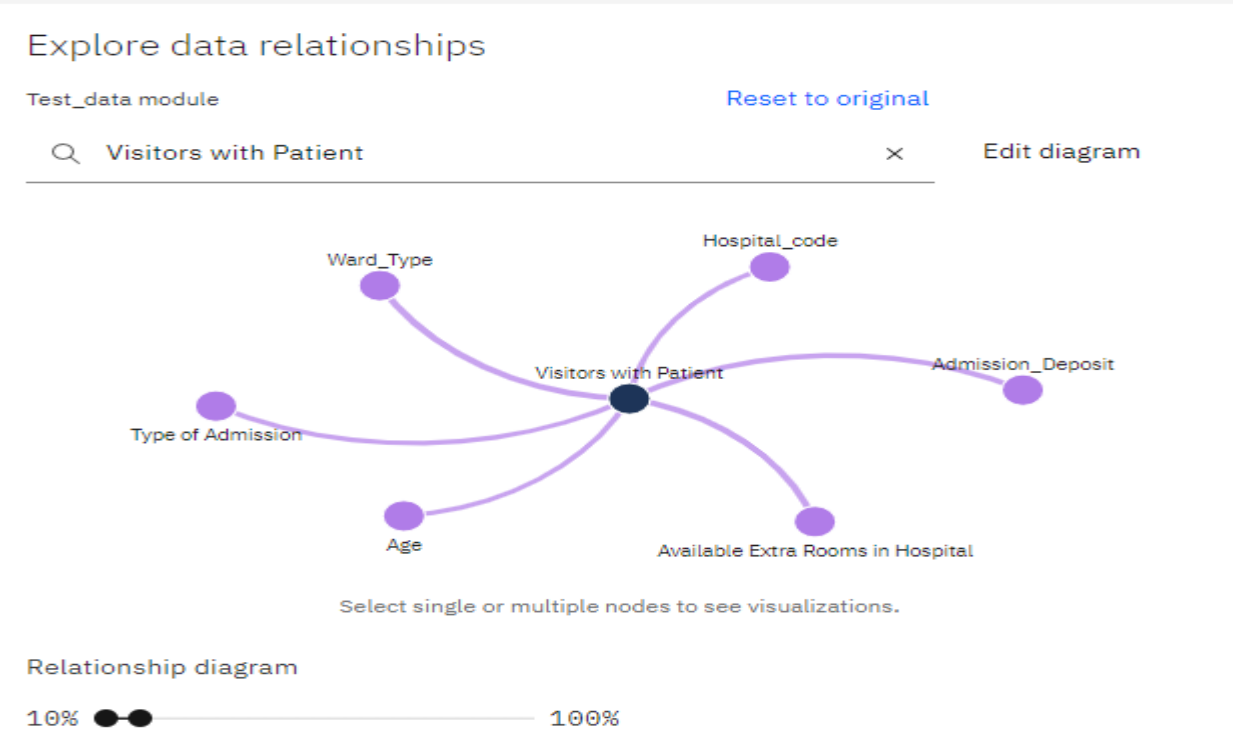 Explore data relationships
Test_data module
Reset to original
Visitors with Patient
Edit diagram
Hospital_code
Ward_Type
Admission_Deposit
Visitors with Patient
Type of Admission
Age
Available Extra Rooms in Hospital
Select single or multiple nodes to see visualizations.
Relationship diagram
10% 100%